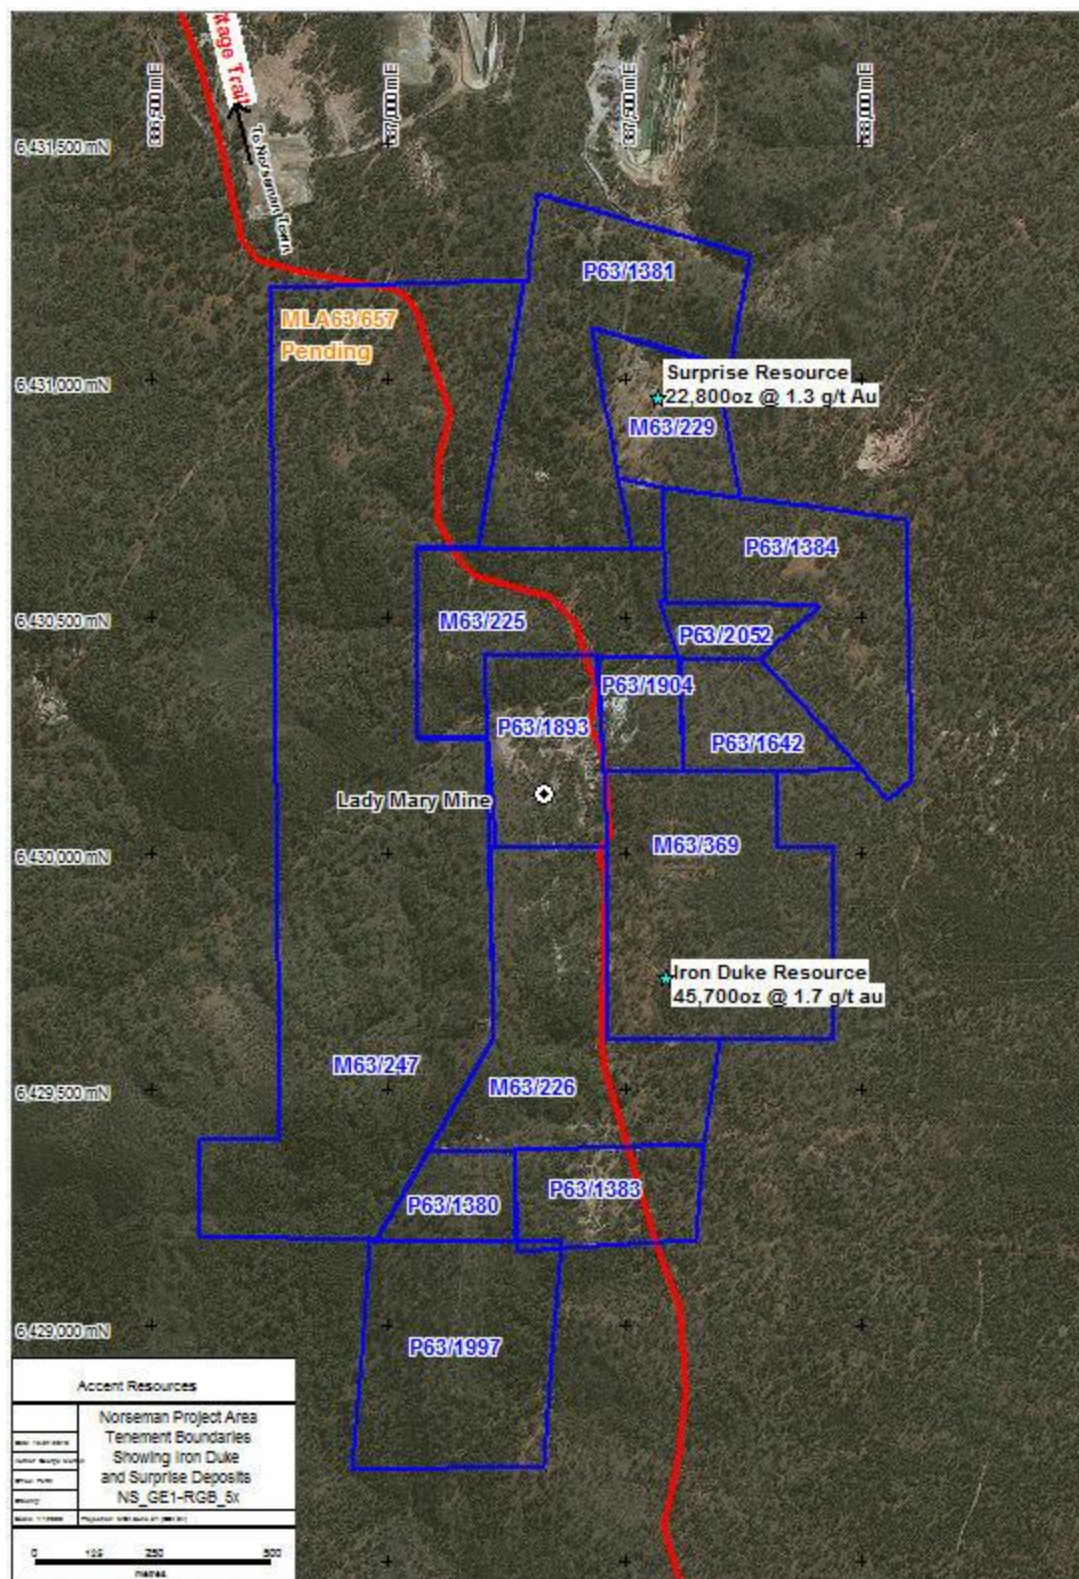 tage Trail
To Norseman Town
6,431,500 mN
P63/1381
MLA63/657
Pending
6,431,000 mN
Surprise Resource
22,800oz @ 1.3 g/t Au
M63/229
P63/1384
6,430,500 mN
M63/225
P63/2052
P63/1904
P63/1893
P63/1642
Lady Mary Mine
6,430,000 mN
M63/369
Iron Duke Resource
45,700oz @ 1.7 g/t au
M63/247
6,429,500 mN
M63/226
P63/1380
P63/1383
6,429,000 mN
P63/1997
Accent Resources
Norseman Project Area
Tenement Boundaries
Showing Iron Duke
and Surprise Deposits
NS_GE1-RGB_5x
0 125 250 500
metres